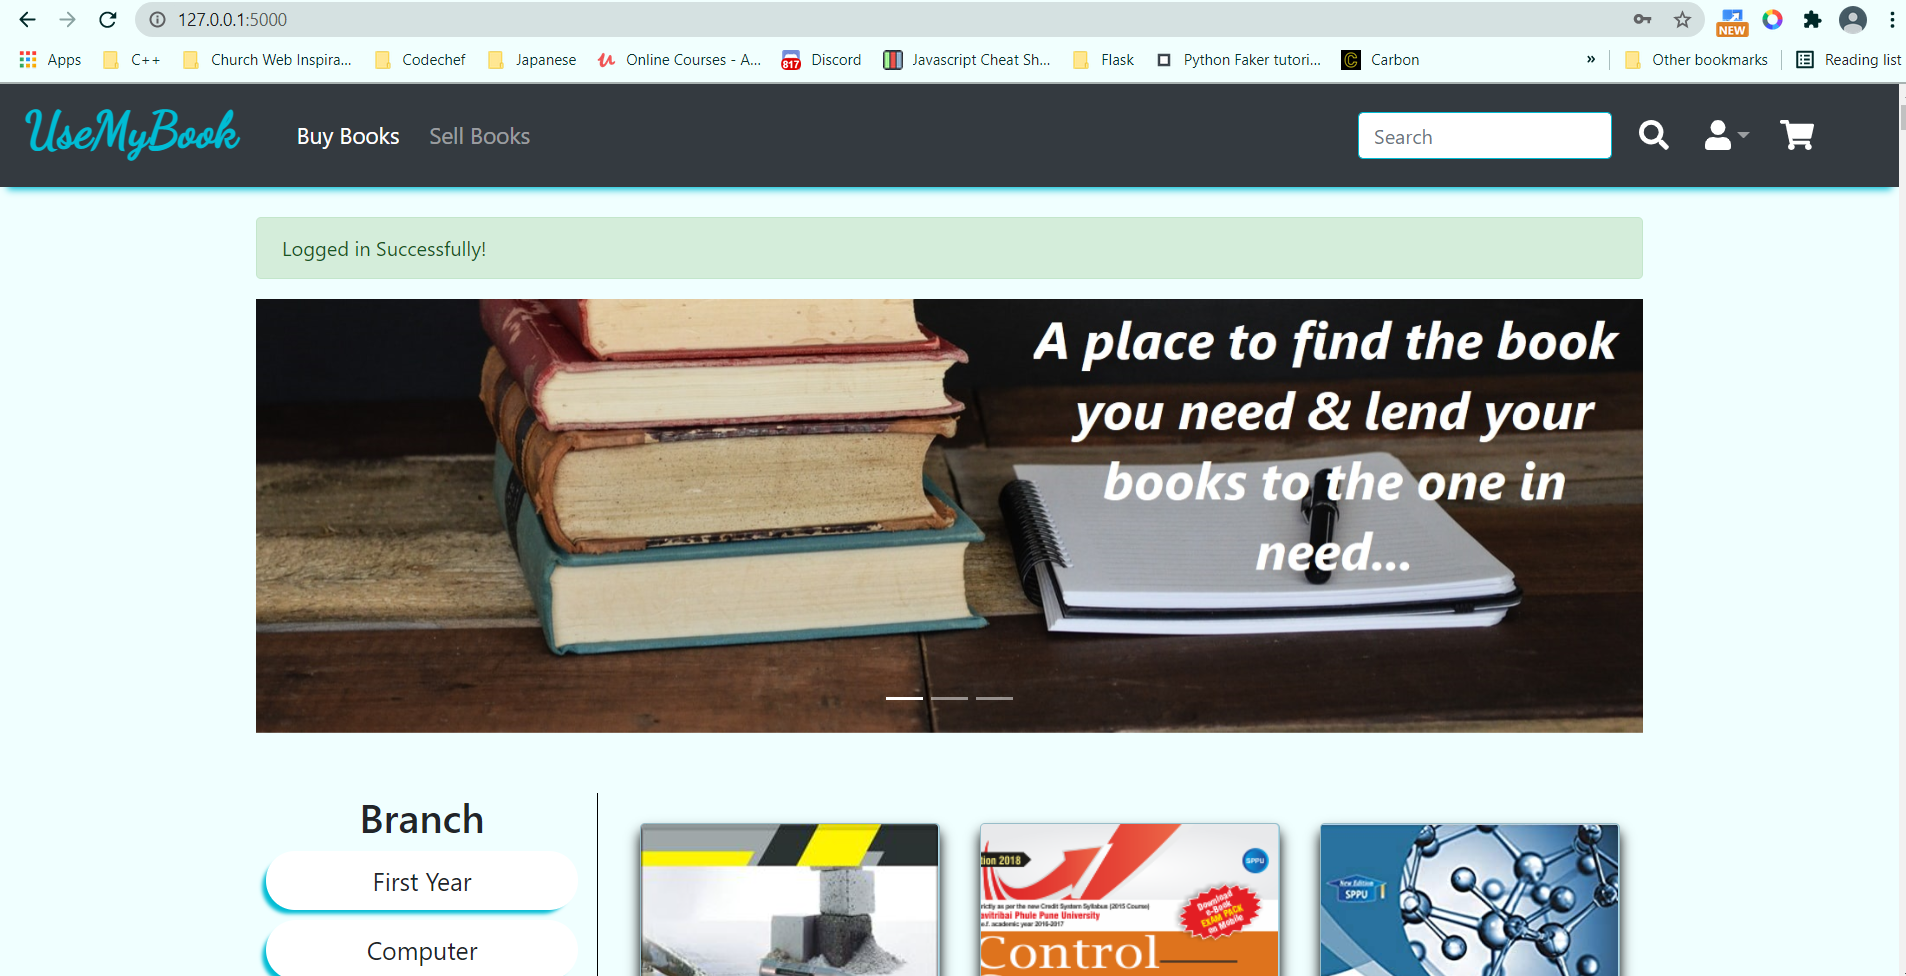 127.0.0.1:5000
NEW
Apps
C++
Church Web Inspira...
Codechef
Japanese
Online Courses - A...
817
Discord
Javascript Cheat Sh...
Flask
Python Faker tutori...
C
Carbon
»
Other bookmarks
Reading list
UseMyBook
Buy Books
Sell Books
Search
Logged in Successfully!
A place to find the book
you need & lend your
books to the one in
need...
Branch
First Year
Computer
tion 2018
SPPU
rictly as per the new Credit System Syllabus (2015 Course)
avitribai Phule Pune University
academic year 2016-2017
Download
e-Book
EXAM PACK
on Mobile
Control
New Edition
SPPU